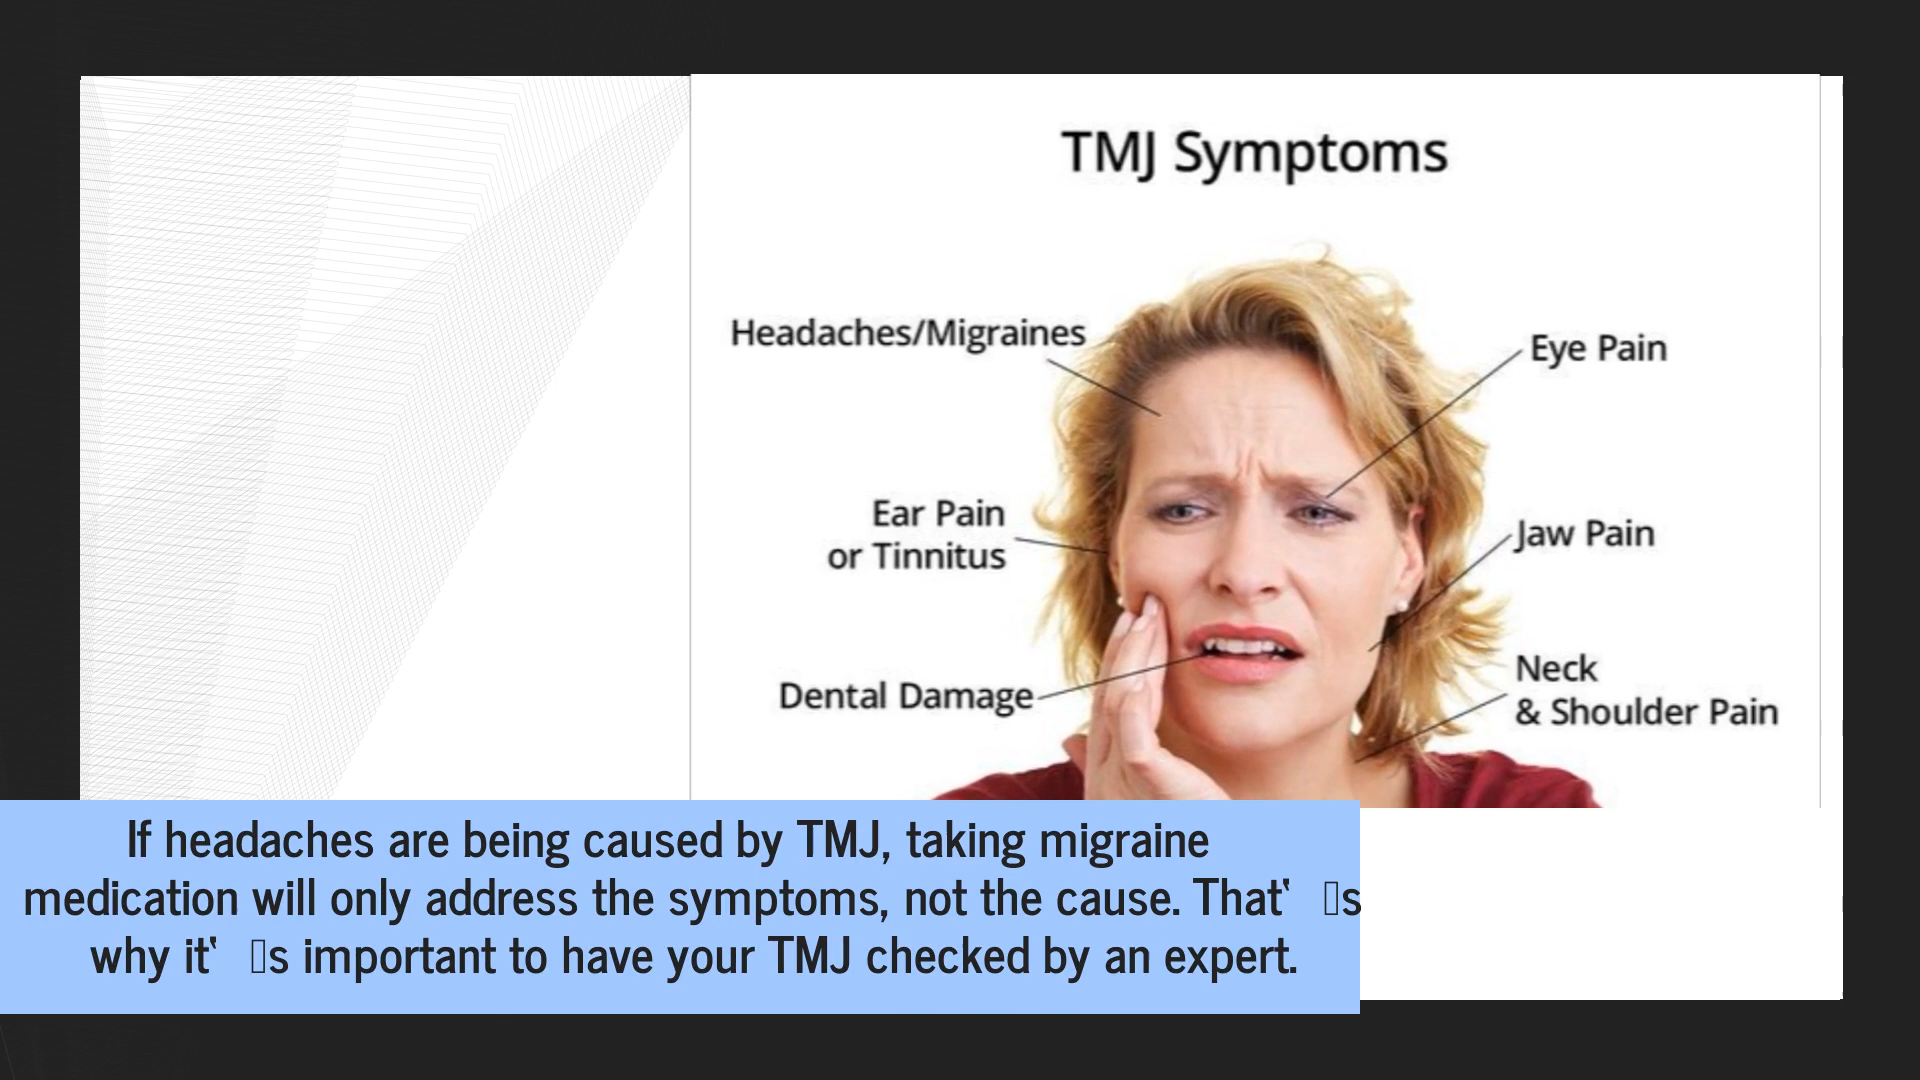 TMJ Symptoms
Headaches/Migraines
Eye Pain
Ear Pain
or Tinnitus
Jaw Pain
Dental Damage
Neck
& Shoulder Pain
If headaches are being caused by TMJ, taking migraine
medication will only address the symptoms, not the cause. That‛ ▯s
why it‛ ▯s important to have your TMJ checked by an expert.